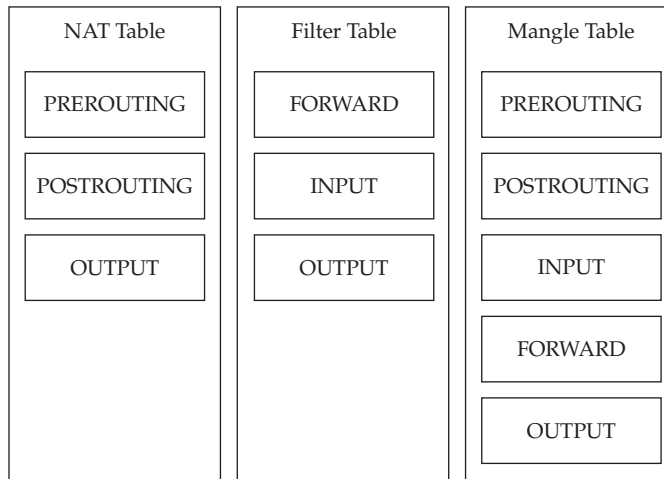 NAT Table
PREROUTING
POSTROUTING
OUTPUT
Filter Table
FORWARD
INPUT
OUTPUT
Mangle Table
PREROUTING
POSTROUTING
INPUT
FORWARD
OUTPUT